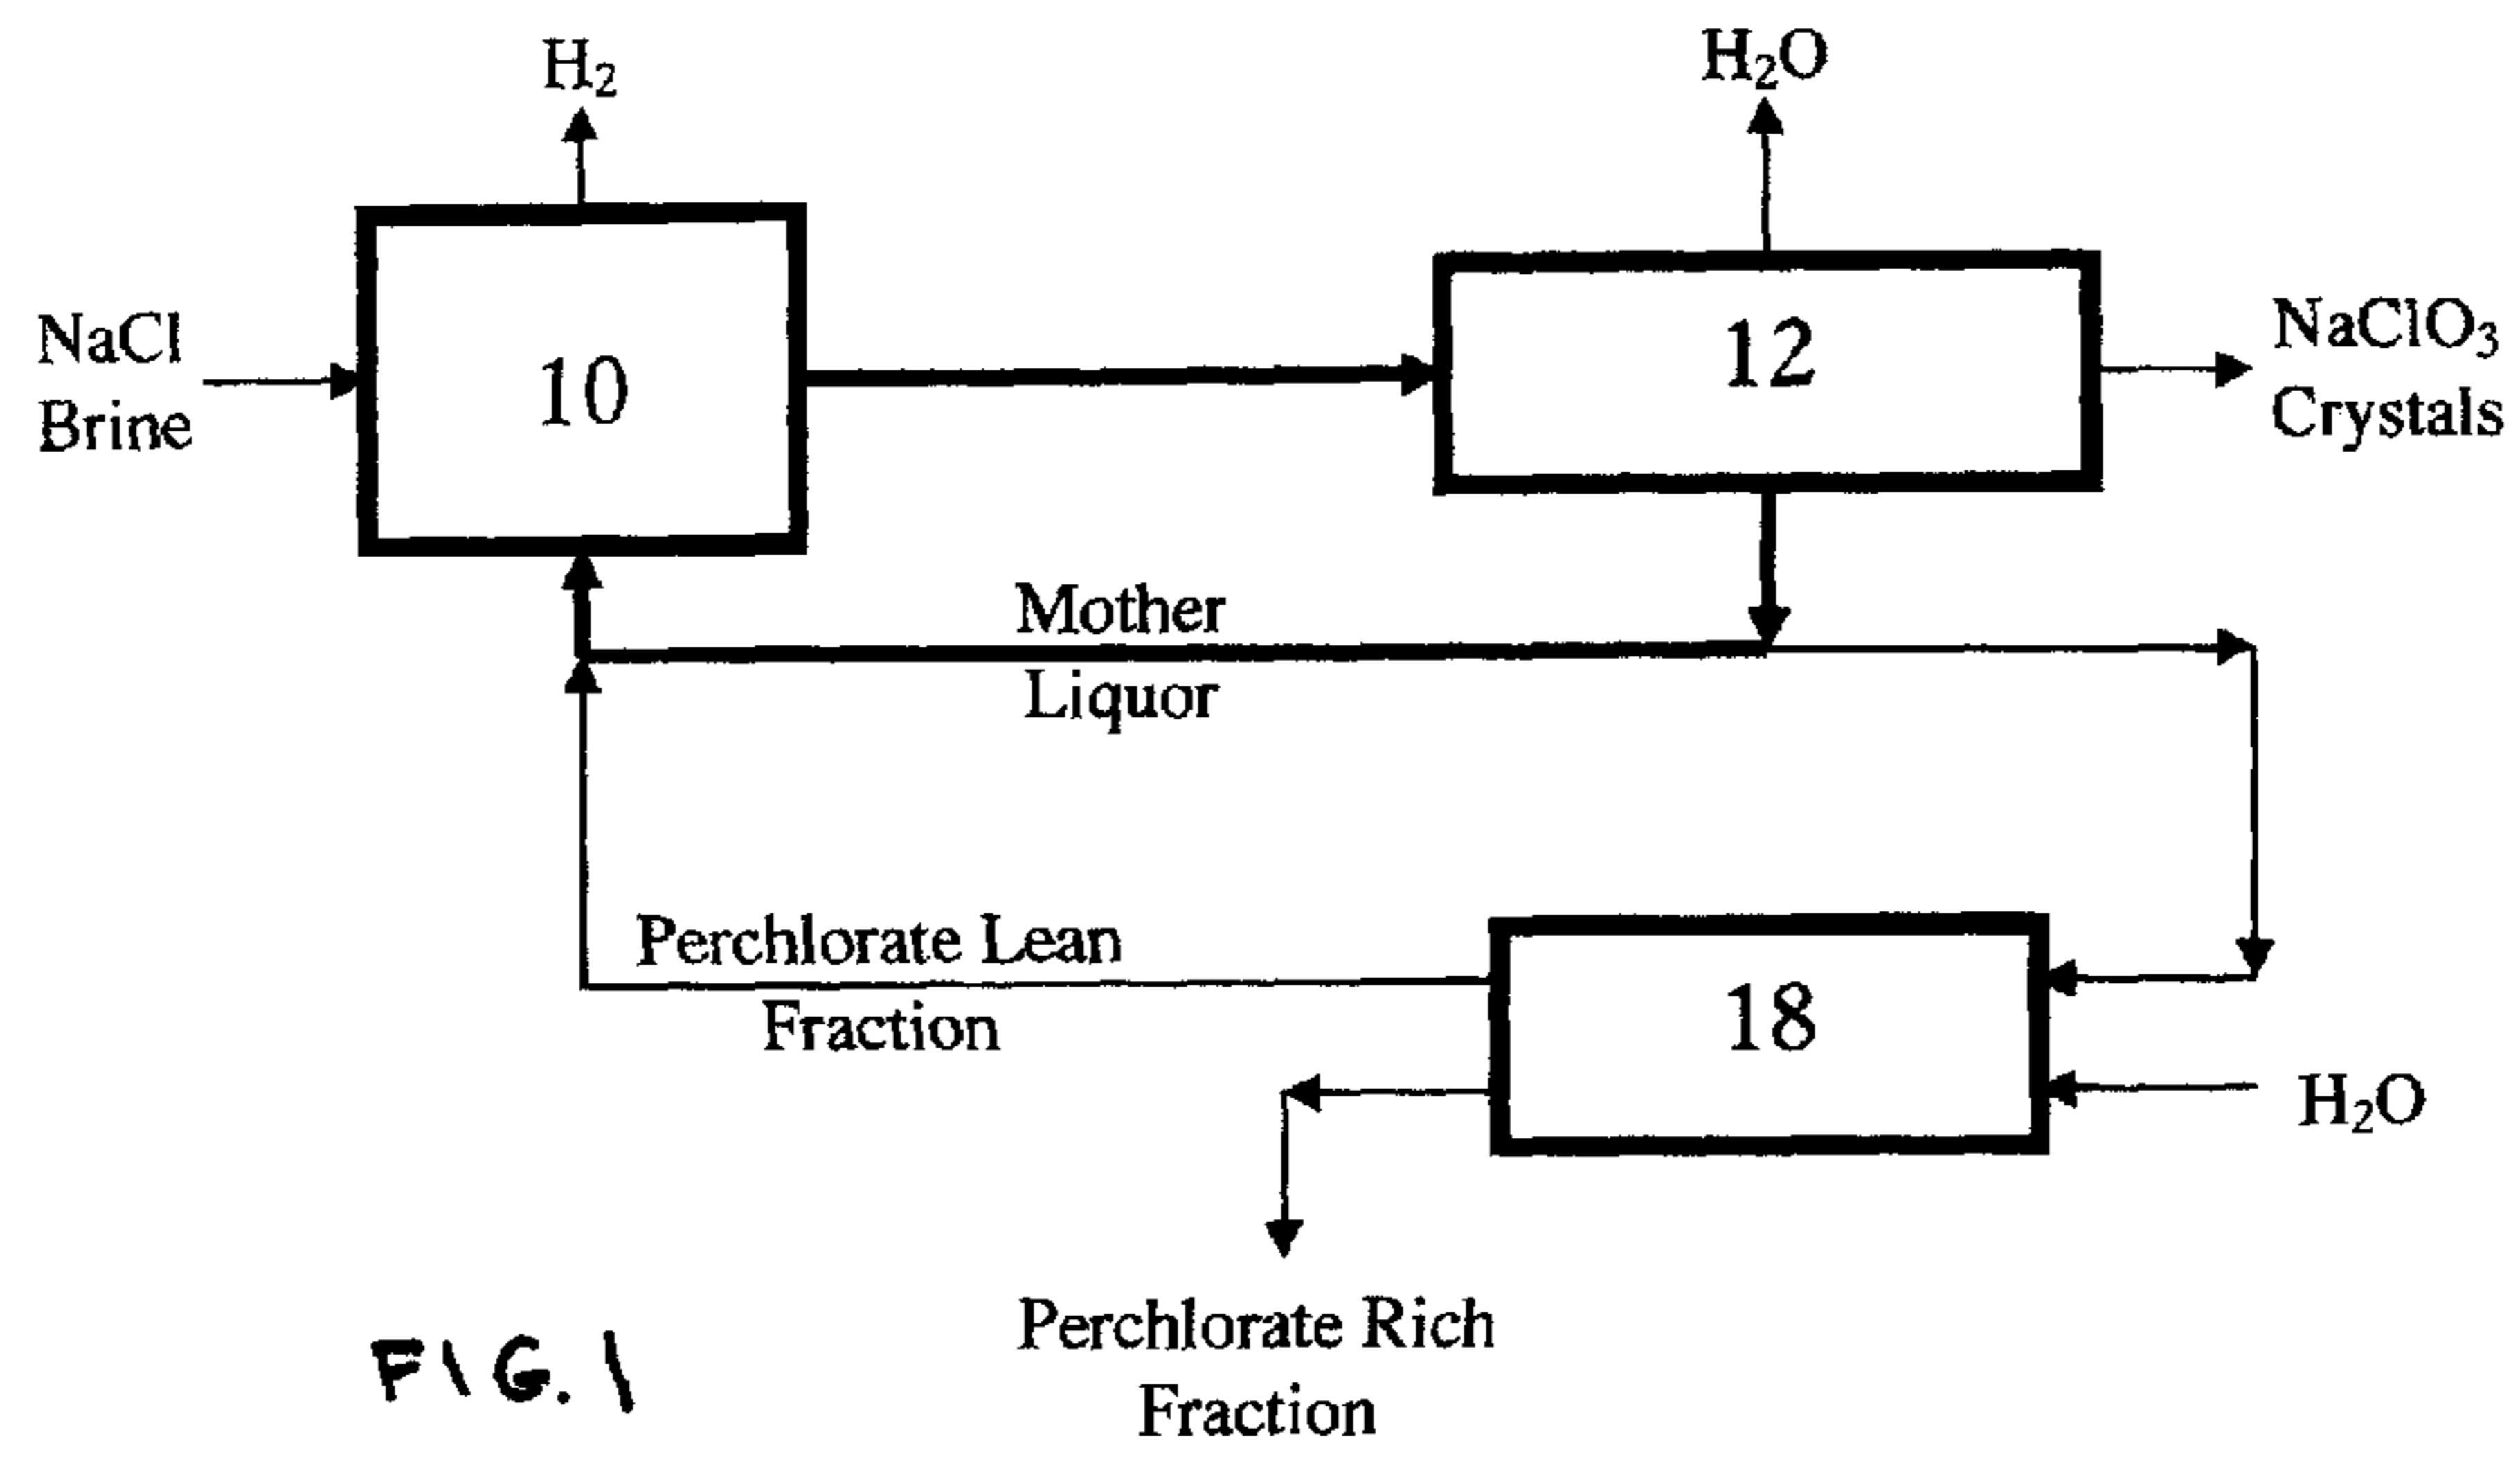 H₂
H₂O
NaCl
Brine
10
12
NaClO₃
Crystals
Mother
Liquor
Perchlorate Lean
Fraction
18
H₂O
Perchlorate Rich
Fraction
FIG. 1